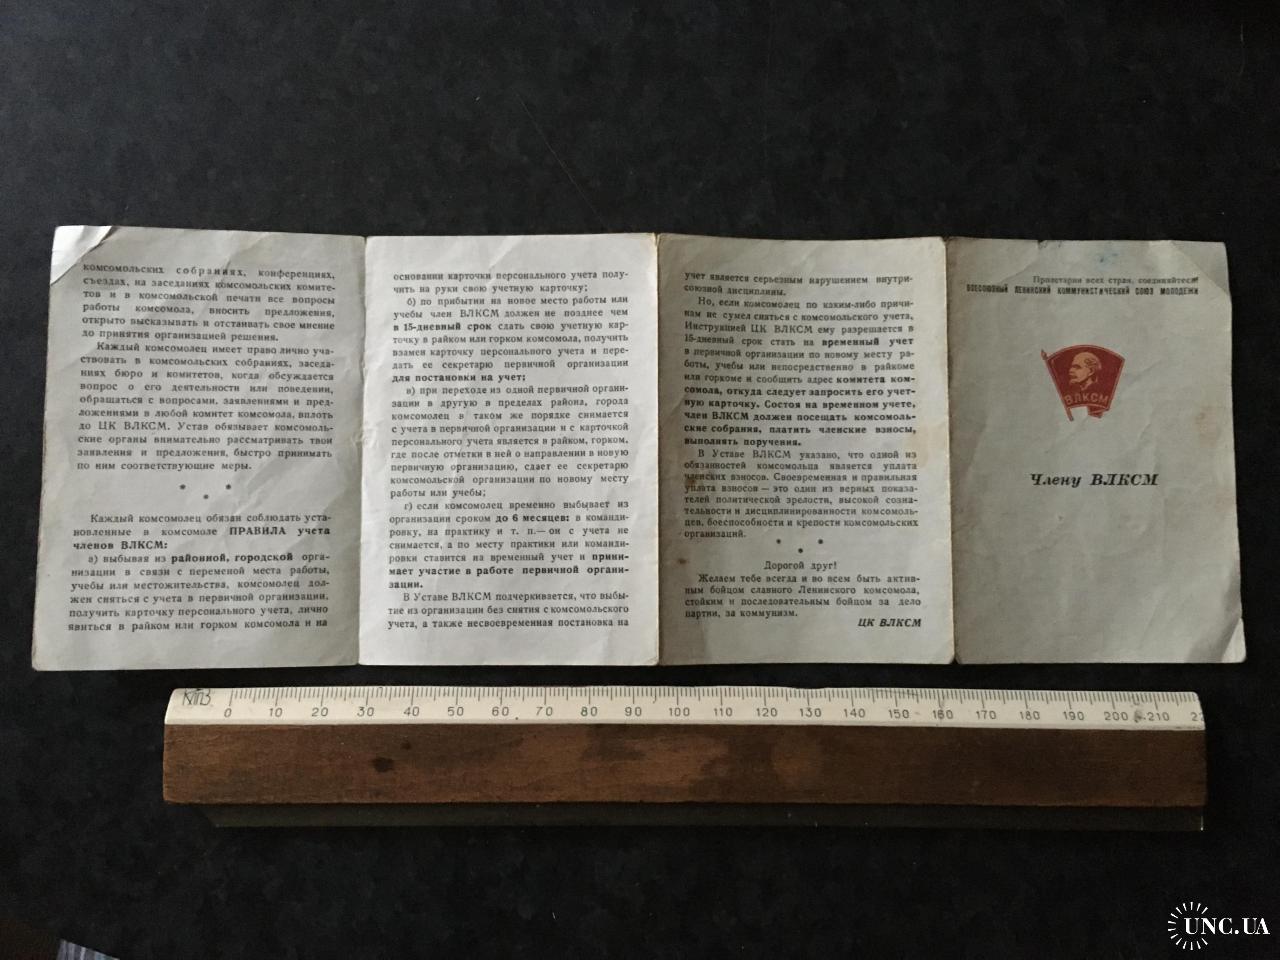 комсомольских собраниях, конференциях,
съездах, на заседаниях комсомольских комите-
тов и в комсомольской печати все вопросы
работы комсомола, вносить предложения,
открыто высказывать и отстаивать свое мнение
до принятия организацией решения.
Каждый комсомолец имеет право лично уча-
ствовать в комсомольских собраниях, заседа-
ниях бюро и комитетов, когда обсуждается
вопрос о его деятельности или поведении,
обращаться с вопросами, заявлениями и пред-
ложениями в любой комитет комсомола, вплоть
до ЦК ВЛКСМ. Устав обязывает комсомоль-
ские органы внимательно рассматривать твои
заявления и предложения, быстро принимать
по ним соответствующие меры.
* * *
Каждый комсомолец обязан соблюдать уста-
новленные в комсомоле ПРАВИЛА учета
членов ВЛКСМ:
а) выбывая из районной, городской орга-
низации в связи с переменой места работы,
учебы или местожительства, комсомолец дол-
жен сняться с учета в первичной организации,
получить карточку персонального учета, лично
явиться в райком или горком комсомола и на
основании карточки персонального учета полу-
чить на руки свою учетную карточку;
б) по прибытии на новое место работы или
учебы член ВЛКСМ должен не позднее чем
в 15-дневный срок сдать свою учетную кар-
точку в райком или горком комсомола, получить
взамен карточку персонального учета и пере-
дать ее секретарю первичной организации
для постановки на учет;
в) при переходе из одной первичной органи-
зации в другую в пределах района, города
комсомолец в таком же порядке снимается
с учета в первичной организации и с карточкой
персонального учета является в райком, горком,
где после отметки в ней о направлении в новую
первичную организацию, сдает ее секретарю
комсомольской организации по новому месту
работы или учебы;
г) если комсомолец временно выбывает из
организации сроком до 6 месяцев: в команди-
ровку, на практику и т. п.— он с учета не
снимается, а по месту практики или команди-
ровки ставится на временный учет и прини-
мает участие в работе первичной органи-
зации.
В Уставе ВЛКСМ подчеркивается, что выбы-
тие из организации без снятия с комсомольского
учета, а также несвоевременная постановка на
учет является серьезным нарушением внутри-
союзной дисциплины.
Но, если комсомолец по каким-либо причи-
нам не сумел сняться с комсомольского учета,
Инструкцией ЦК ВЛКСМ ему разрешается в
15-дневный срок стать на временный учет
в первичной организации по новому месту ра-
боты, учебы или непосредственно в райкоме
или горкоме и сообщить адрес комитета ком-
сомола, откуда следует запросить его учет-
ную карточку. Состоя на временном учете,
член ВЛКСМ должен посещать комсомоль-
ские собрания, платить членские взносы,
выполнять поручения.
В Уставе ВЛКСМ указано, что одной из
обязанностей комсомольца является уплата
членских взносов. Своевременная и правильная
уплата взносов — это один из верных показа-
телей политической зрелости, высокой созна-
тельности и дисциплинированности комсомоль-
цев, боеспособности и крепости комсомольских
организаций.
* * *
Дорогой друг!
Желаем тебе всегда и во всем быть актив-
ным бойцом славного Ленинского комсомола,
стойким и последовательным бойцом за дело
партии, за коммунизм.
ЦК ВЛКСМ
Пролетарии всех стран, соединяйтесь!
ВСЕСОЮЗНЫЙ ЛЕНИНСКИЙ КОММУНИСТИЧЕСКИЙ СОЮЗ МОЛОДЕЖИ
ВЛКСМ
Члену ВЛКСМ
0 10 20 30 40 50 60 70 80 90 100 110 120 130 140 150 160 170 180 190 200 210
UNC.UA